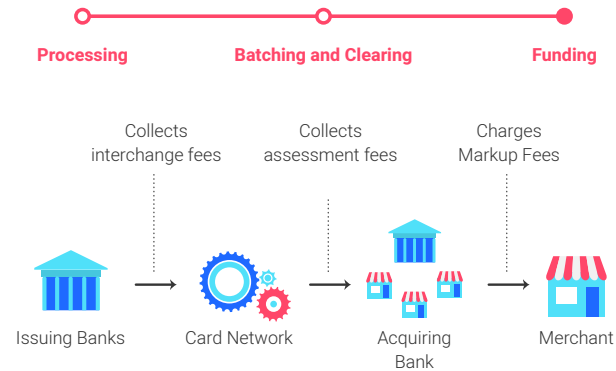 Processing
Batching and Clearing
Funding
Collects
interchange fees
Collects
assessment fees
Charges
Markup Fees
Issuing Banks
Card Network
Acquiring
Bank
Merchant